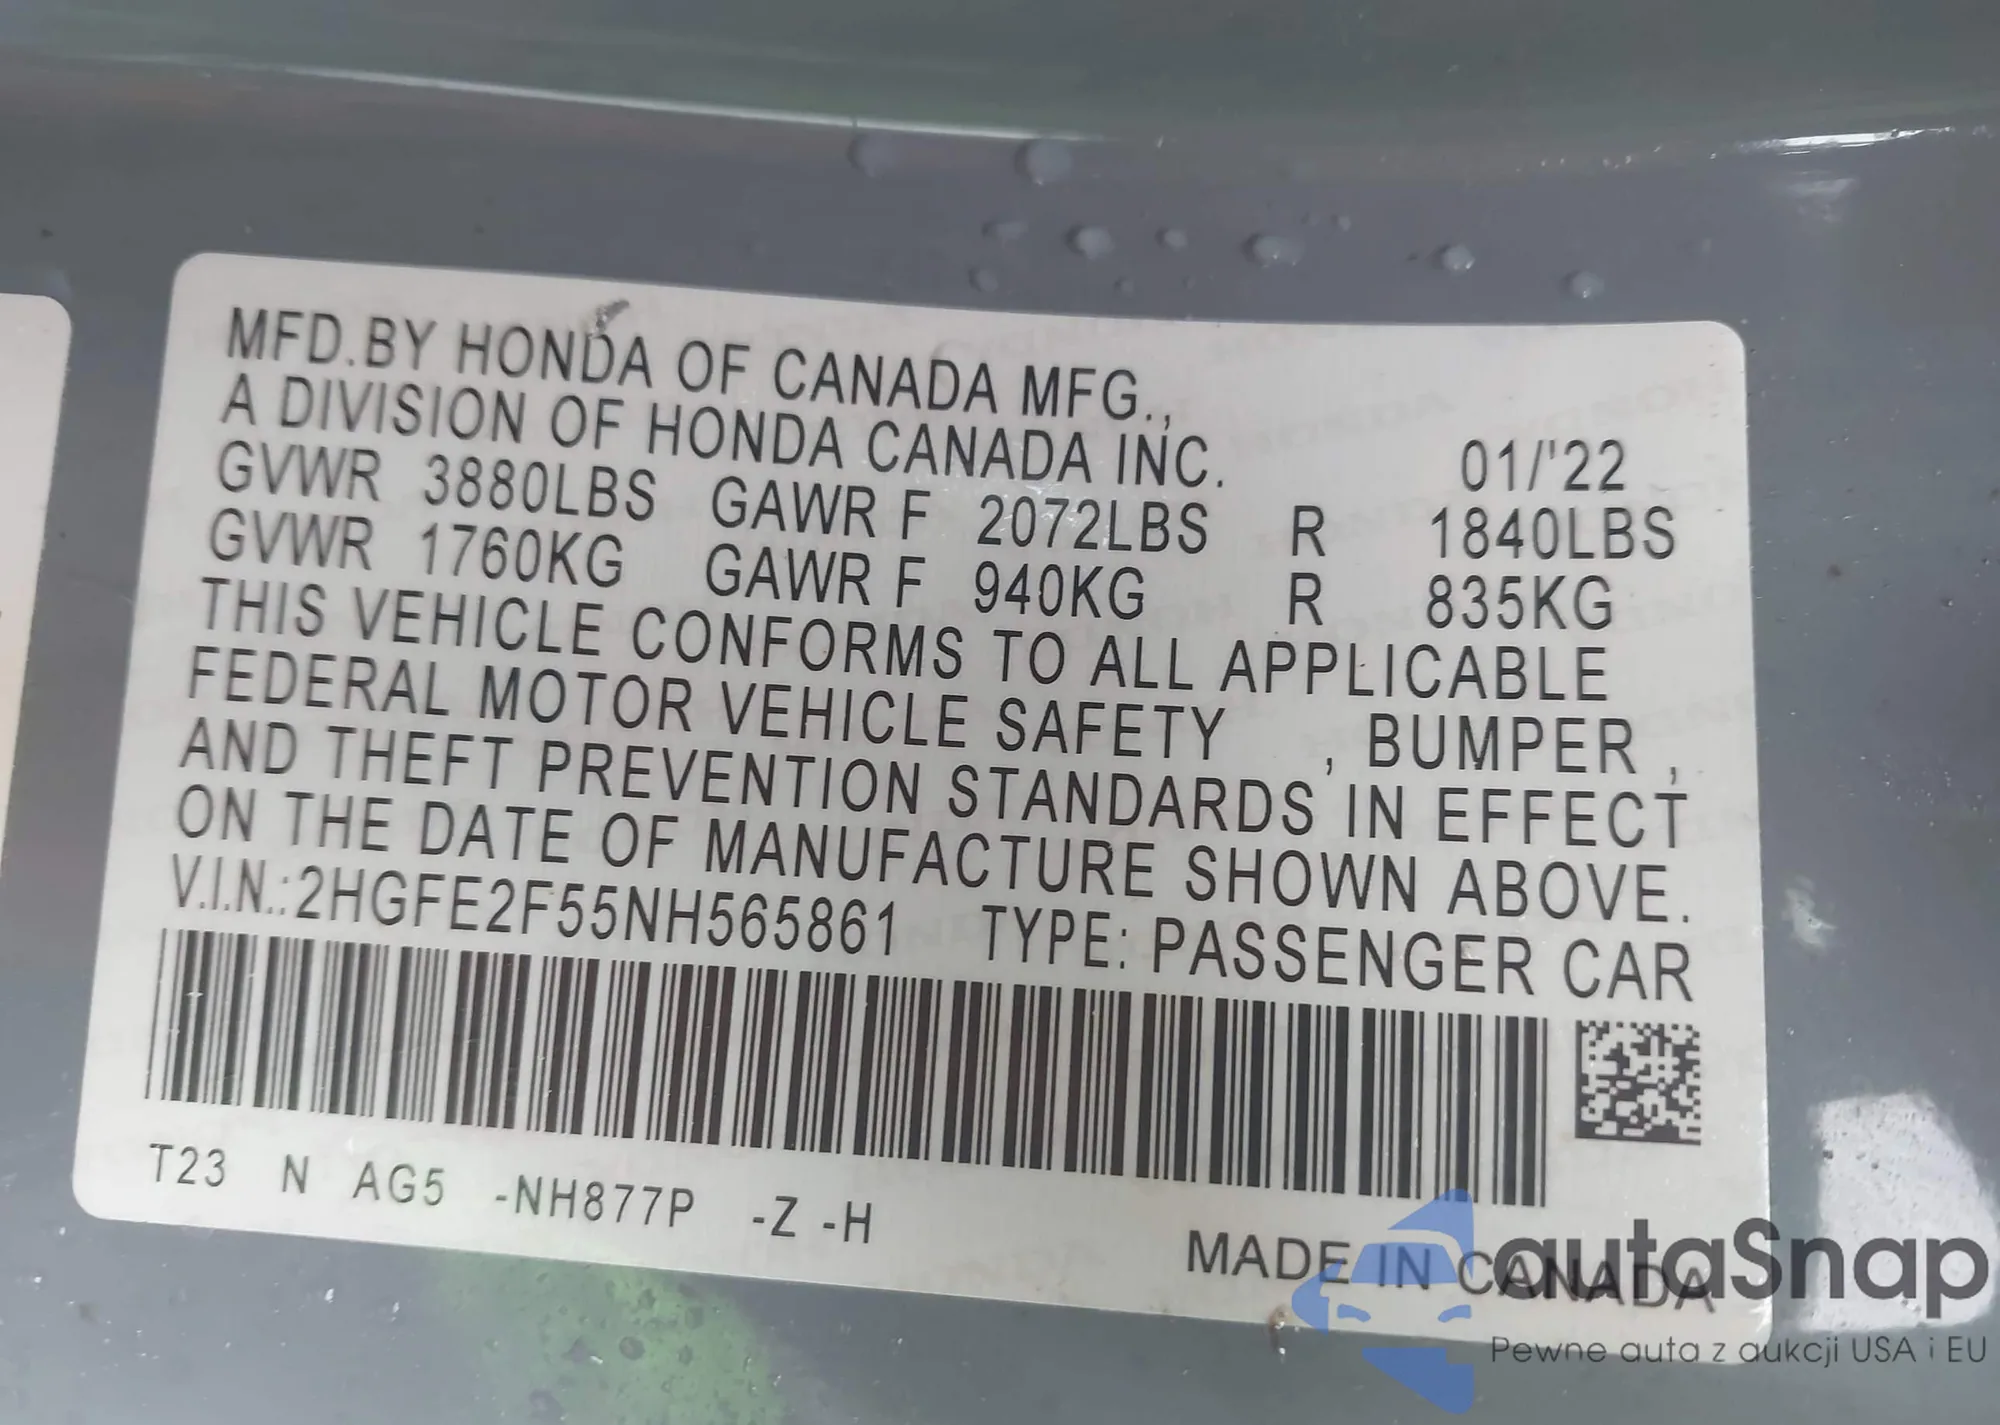 MFD.BY HONDA OF CANADA MFG.,
A DIVISION OF HONDA CANADA INC. 01/'22
GVWR 3880LBS GAWR F 2072LBS R 1840LBS
GVWR 1760KG GAWR F 940KG R 835KG
THIS VEHICLE CONFORMS TO ALL APPLICABLE
FEDERAL MOTOR VEHICLE SAFETY , BUMPER ,
AND THEFT PREVENTION STANDARDS IN EFFECT
ON THE DATE OF MANUFACTURE SHOWN ABOVE.
V.I.N.:2HGFE2F55NH565861 TYPE: PASSENGER CAR
T23 N AG5 -NH877P -Z -H
MADE IN CANADA
autaSnap
Pewne auta z aukcji USA i EU